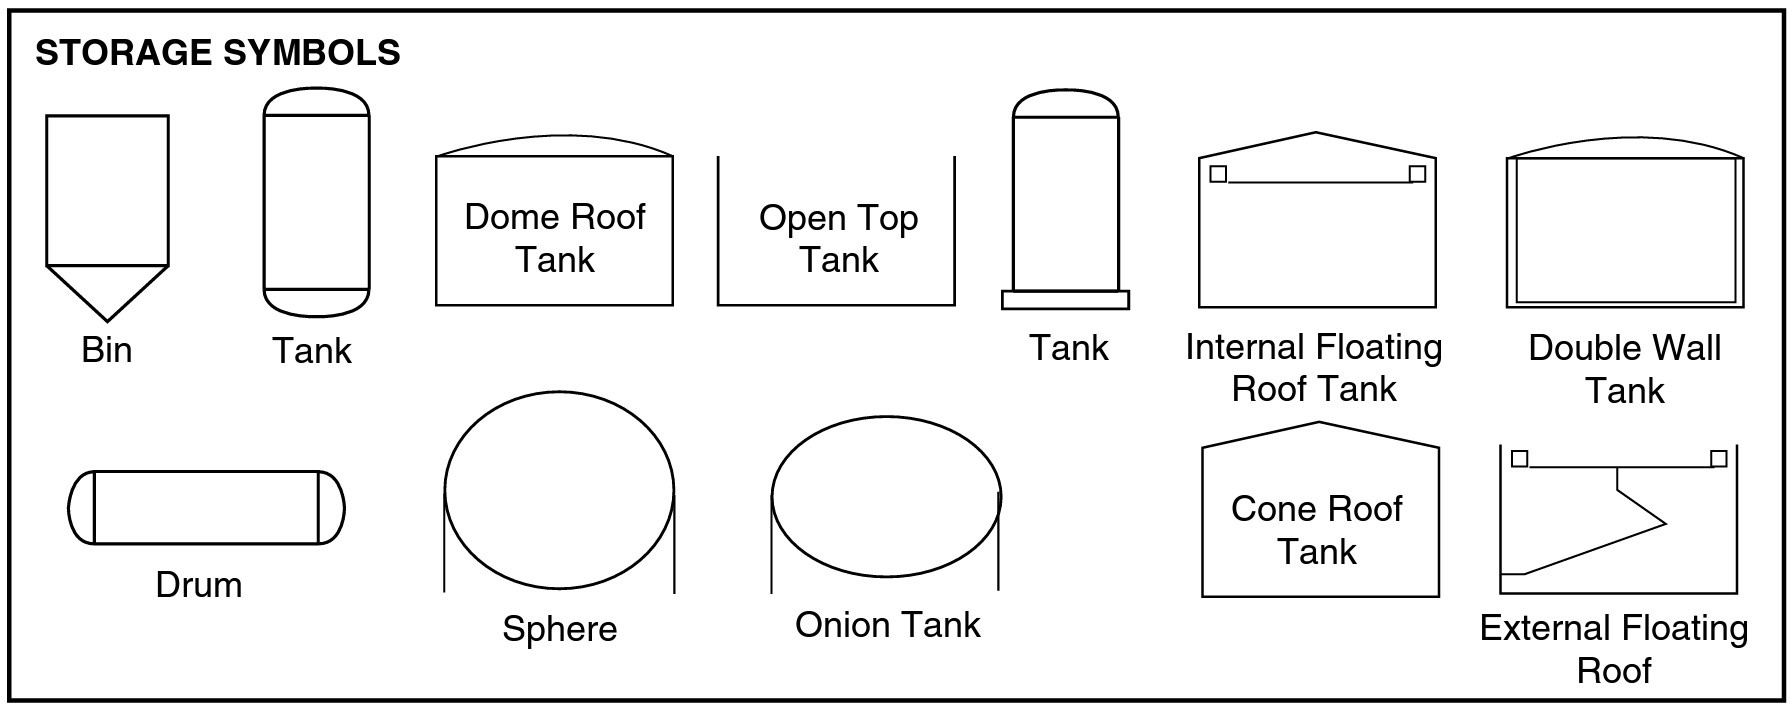 STORAGE SYMBOLS
Bin
Tank
Dome Roof
Tank
Open Top
Tank
Tank
Internal Floating
Roof Tank
Double Wall
Tank
Drum
Sphere
Onion Tank
Cone Roof
Tank
External Floating
Roof